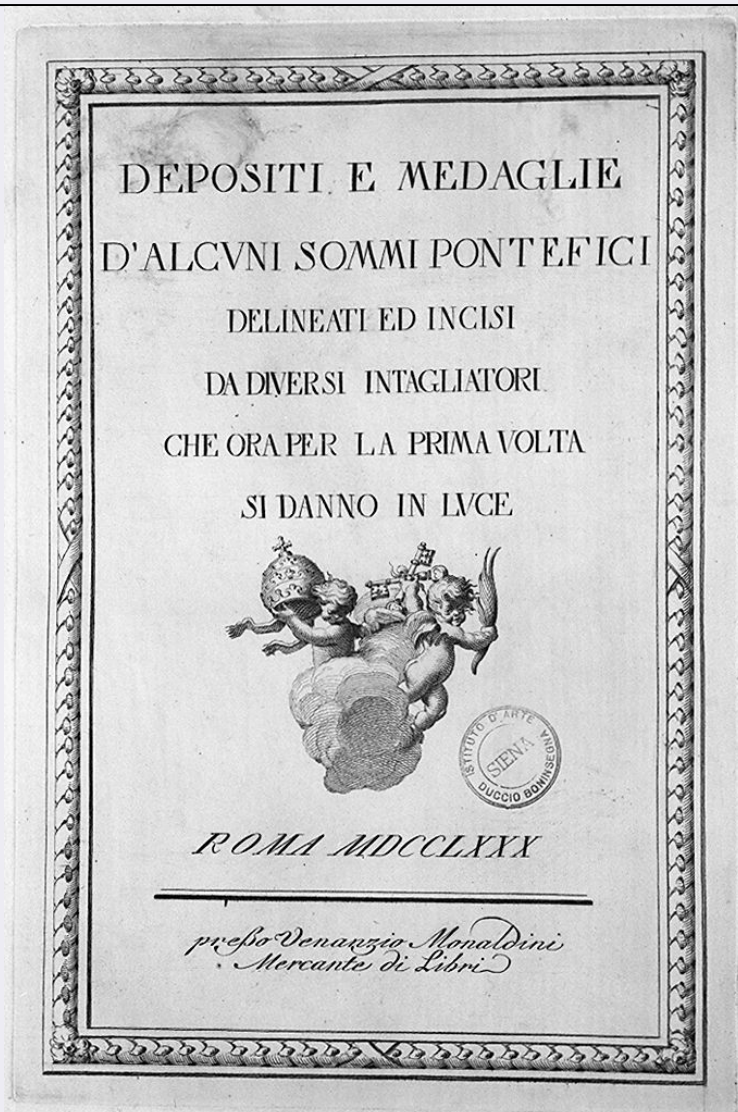 DEPOSITI E MEDAGLIE
D'ALCVNI SOMMI PONTEFICI
DELINEATI ED INCISI
DA DIVERSI INTAGLIATORI
CHE ORA PER LA PRIMA VOLTA
SI DANNO IN LVCE
ISTITUTO D'ARTE
SIENA
DUCCIO BONINSEGNA
ROMA MDCCLXXX
preßo Venanzio Monaldini
Mercante di Libri